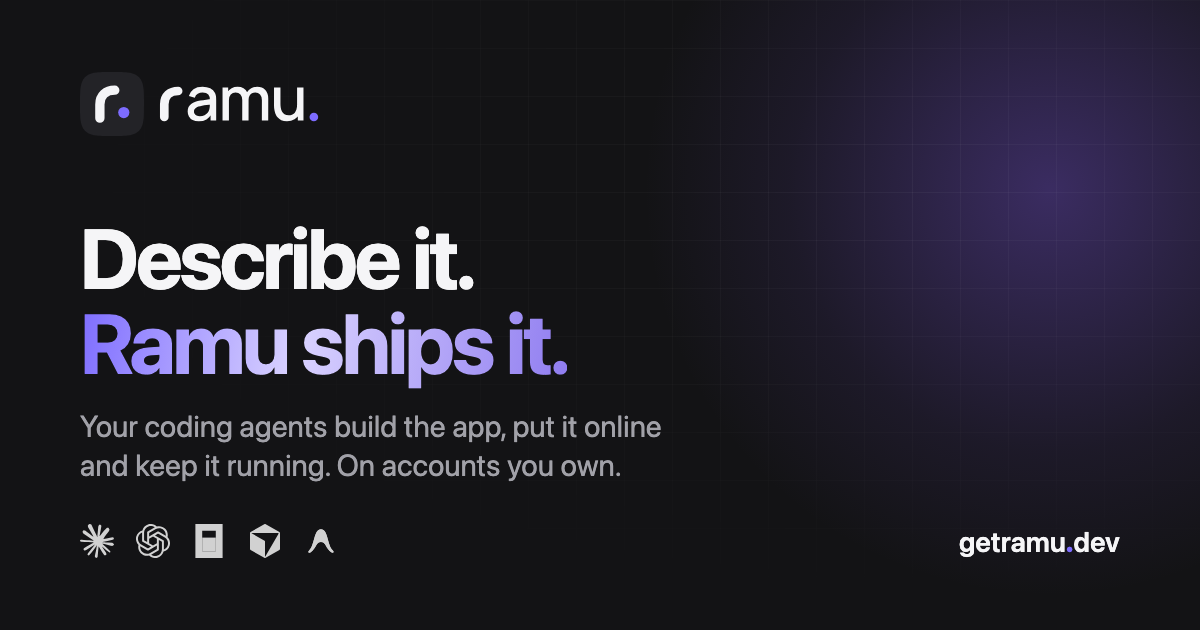 ramu.
Describe it.
Ramu ships it.
Your coding agents build the app, put it online
and keep it running. On accounts you own.
getramu.dev